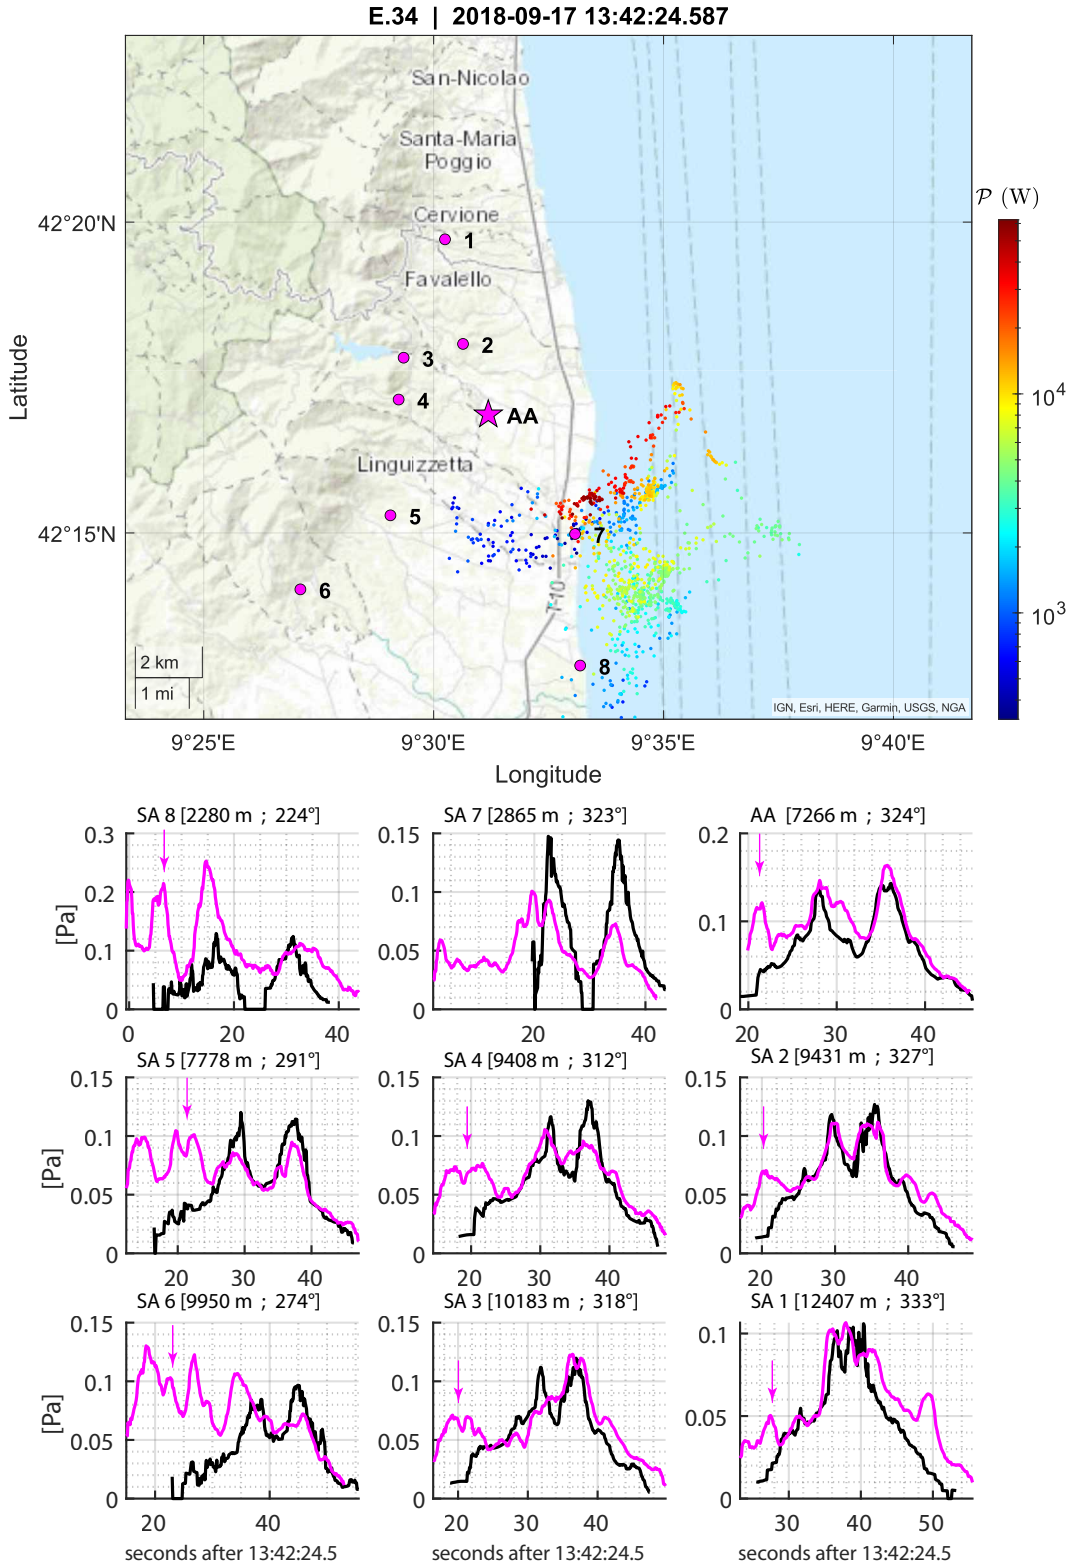 E.34 | 2018-09-17 13:42:24.587
San-Nicolao
Santa-Maria
Poggio
Cervione
1
Favalello
2
3
4
AA
Linguizzetta
5
7
6
T-10
8
2 km
1 mi
IGN, Esri, HERE, Garmin, USGS, NGA
42°20'N
42°15'N
Latitude
9°25'E
9°30'E
9°35'E
9°40'E
Longitude
𝒫 (W)
10⁴
10³
SA 8 [2280 m ; 224°]
SA 7 [2865 m ; 323°]
AA [7266 m ; 324°]
0.3
0.2
0.1
0
[Pa]
0 20 40
0.15
0.1
0.05
0
20 40
0.2
0.1
0
20 30 40
SA 5 [7778 m ; 291°]
SA 4 [9408 m ; 312°]
SA 2 [9431 m ; 327°]
0.15
0.1
0.05
0
[Pa]
20 30 40
0.15
0.1
0.05
0
20 30 40
0.15
0.1
0.05
0
20 30 40
SA 6 [9950 m ; 274°]
SA 3 [10183 m ; 318°]
SA 1 [12407 m ; 333°]
0.15
0.1
0.05
0
[Pa]
20 40
0.15
0.1
0.05
0
20 30 40
0.1
0.05
0
30 40 50
seconds after 13:42:24.5
seconds after 13:42:24.5
seconds after 13:42:24.5